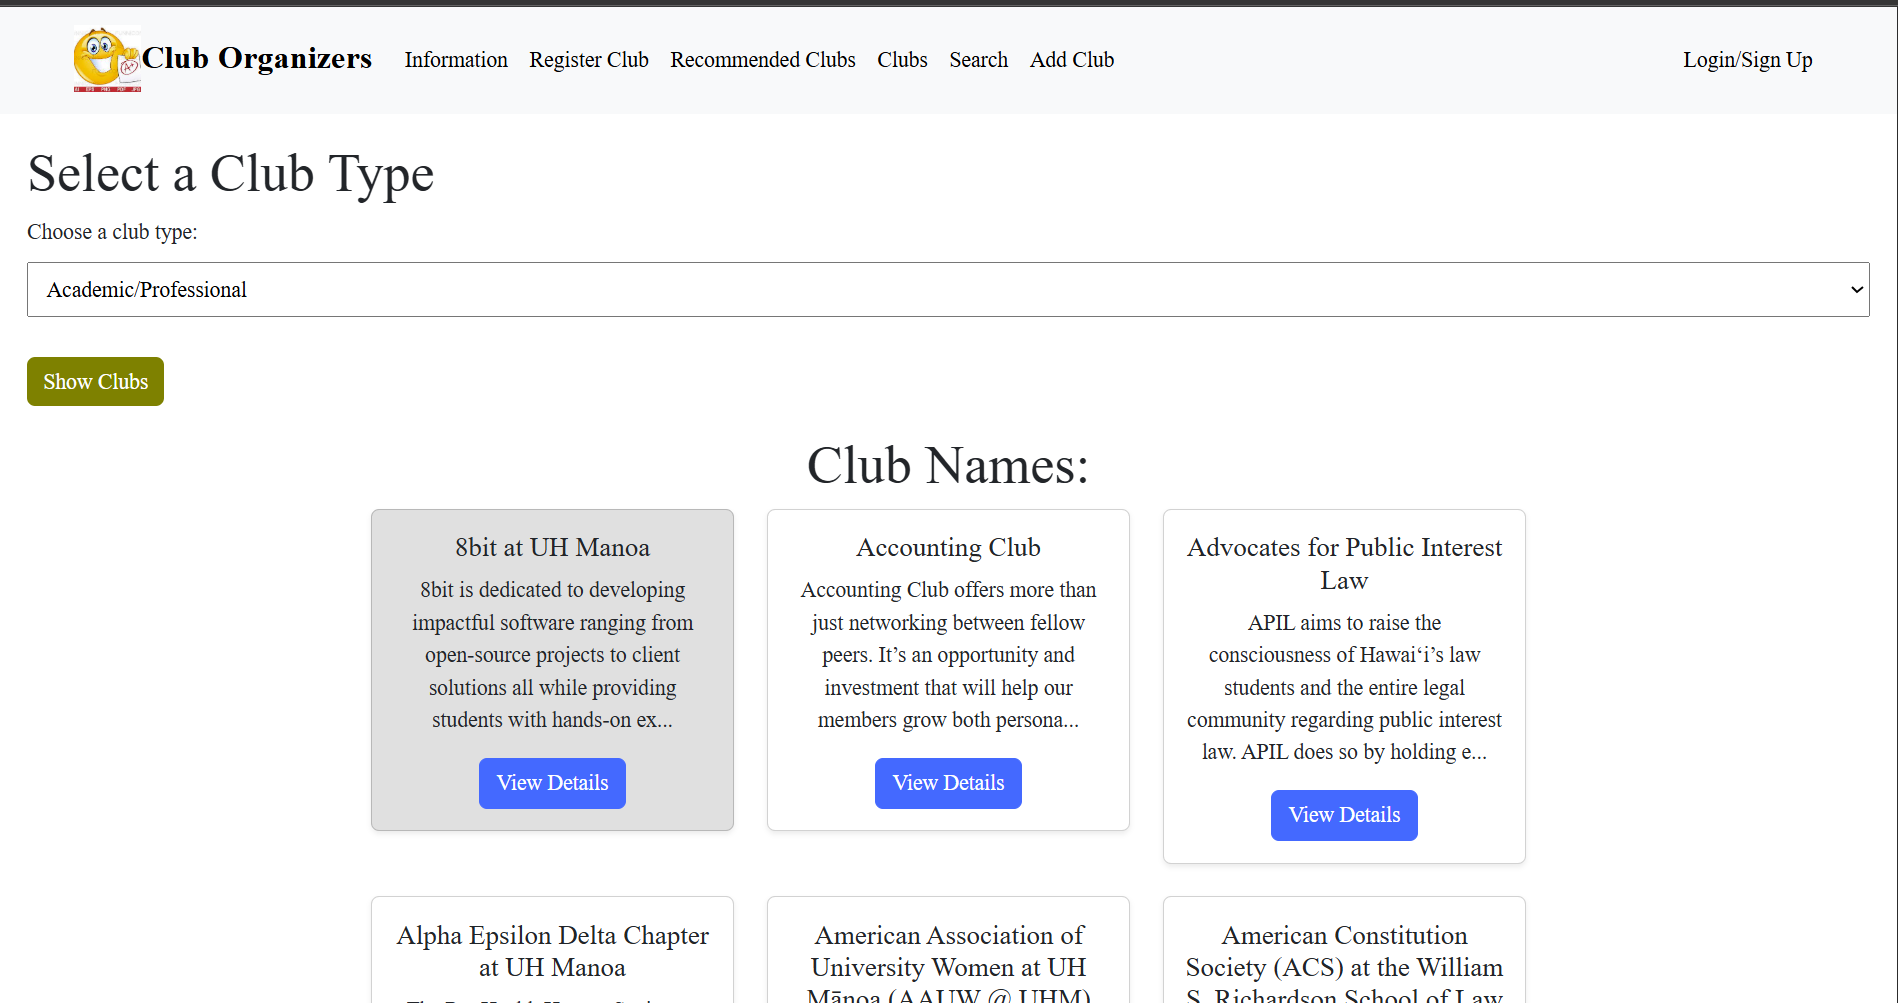 Club Organizers
Information
Register Club
Recommended Clubs
Clubs
Search
Add Club
Login/Sign Up
Select a Club Type
Choose a club type:
Academic/Professional
Show Clubs
Club Names:
8bit at UH Manoa
8bit is dedicated to developing
impactful software ranging from
open-source projects to client
solutions all while providing
students with hands-on ex...
View Details
Accounting Club
Accounting Club offers more than
just networking between fellow
peers. It’s an opportunity and
investment that will help our
members grow both persona...
View Details
Advocates for Public Interest
Law
APIL aims to raise the
consciousness of Hawaiʻi’s law
students and the entire legal
community regarding public interest
law. APIL does so by holding e...
View Details
Alpha Epsilon Delta Chapter
at UH Manoa
American Association of
University Women at UH
Mānoa (AAUW @ UHM)
American Constitution
Society (ACS) at the William
S. Richardson School of Law